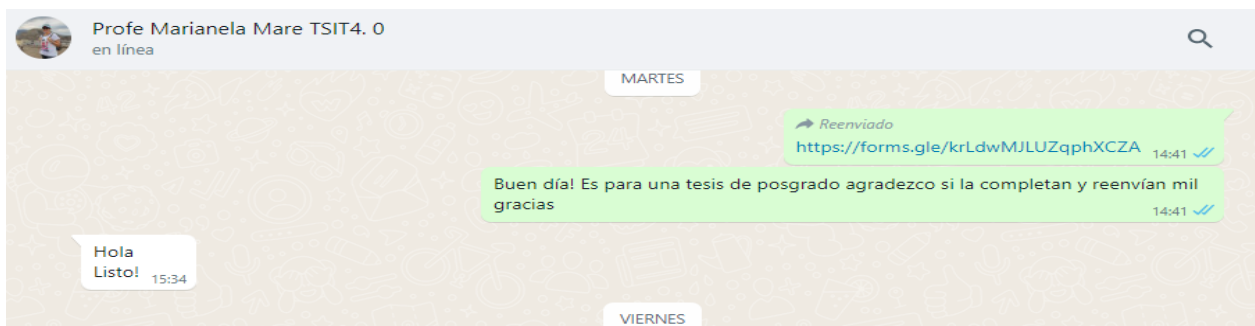 Profe Marianela Mare TSIT4. 0
en línea
MARTES
Reenviado
https://forms.gle/krLdwMJLUZqphXCZA 14:41
Buen día! Es para una tesis de posgrado agradezco si la completan y reenvían mil
gracias
14:41
Hola
Listo! 15:34
VIERNES